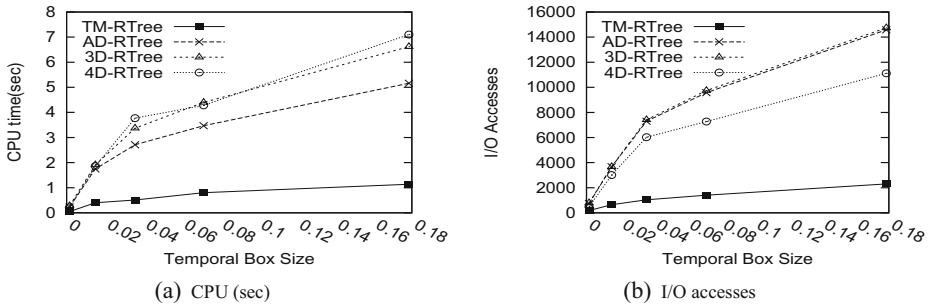 8
7
6
5
4
3
2
1
0
CPU time(sec)
TM-RTree
AD-RTree
3D-RTree
4D-RTree
0 0.02 0.04 0.06 0.08 0.1 0.12 0.14 0.16 0.18
Temporal Box Size
(a) CPU (sec)
16000
14000
12000
10000
8000
6000
4000
2000
0
I/O Accesses
TM-RTree
AD-RTree
3D-RTree
4D-RTree
0 0.02 0.04 0.06 0.08 0.1 0.12 0.14 0.16 0.18
Temporal Box Size
(b) I/O accesses